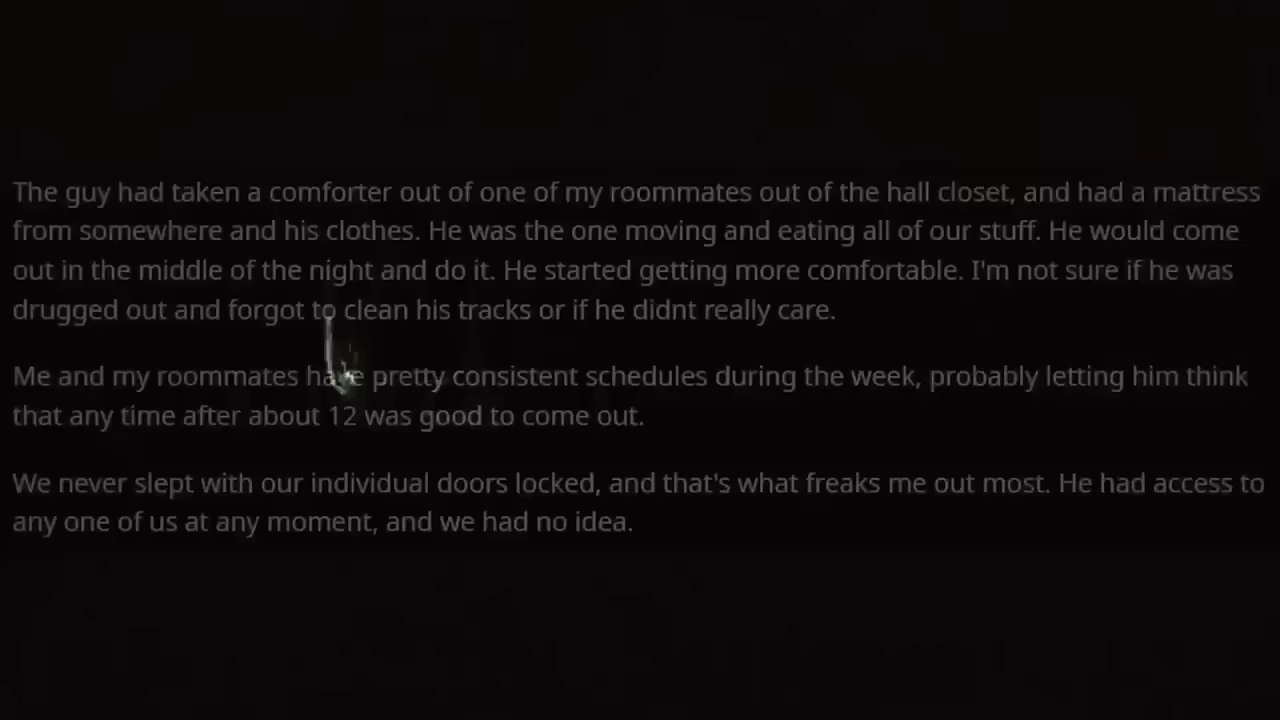 The guy had taken a comforter out of one of my roommates out of the hall closet, and had a mattress
from somewhere and his clothes. He was the one moving and eating all of our stuff. He would come
out in the middle of the night and do it. He started getting more comfortable. I'm not sure if he was
drugged out and forgot to clean his tracks or if he didnt really care.
Me and my roommates have pretty consistent schedules during the week, probably letting him think
that any time after about 12 was good to come out.
We never slept with our individual doors locked, and that's what freaks me out most. He had access to
any one of us at any moment, and we had no idea.